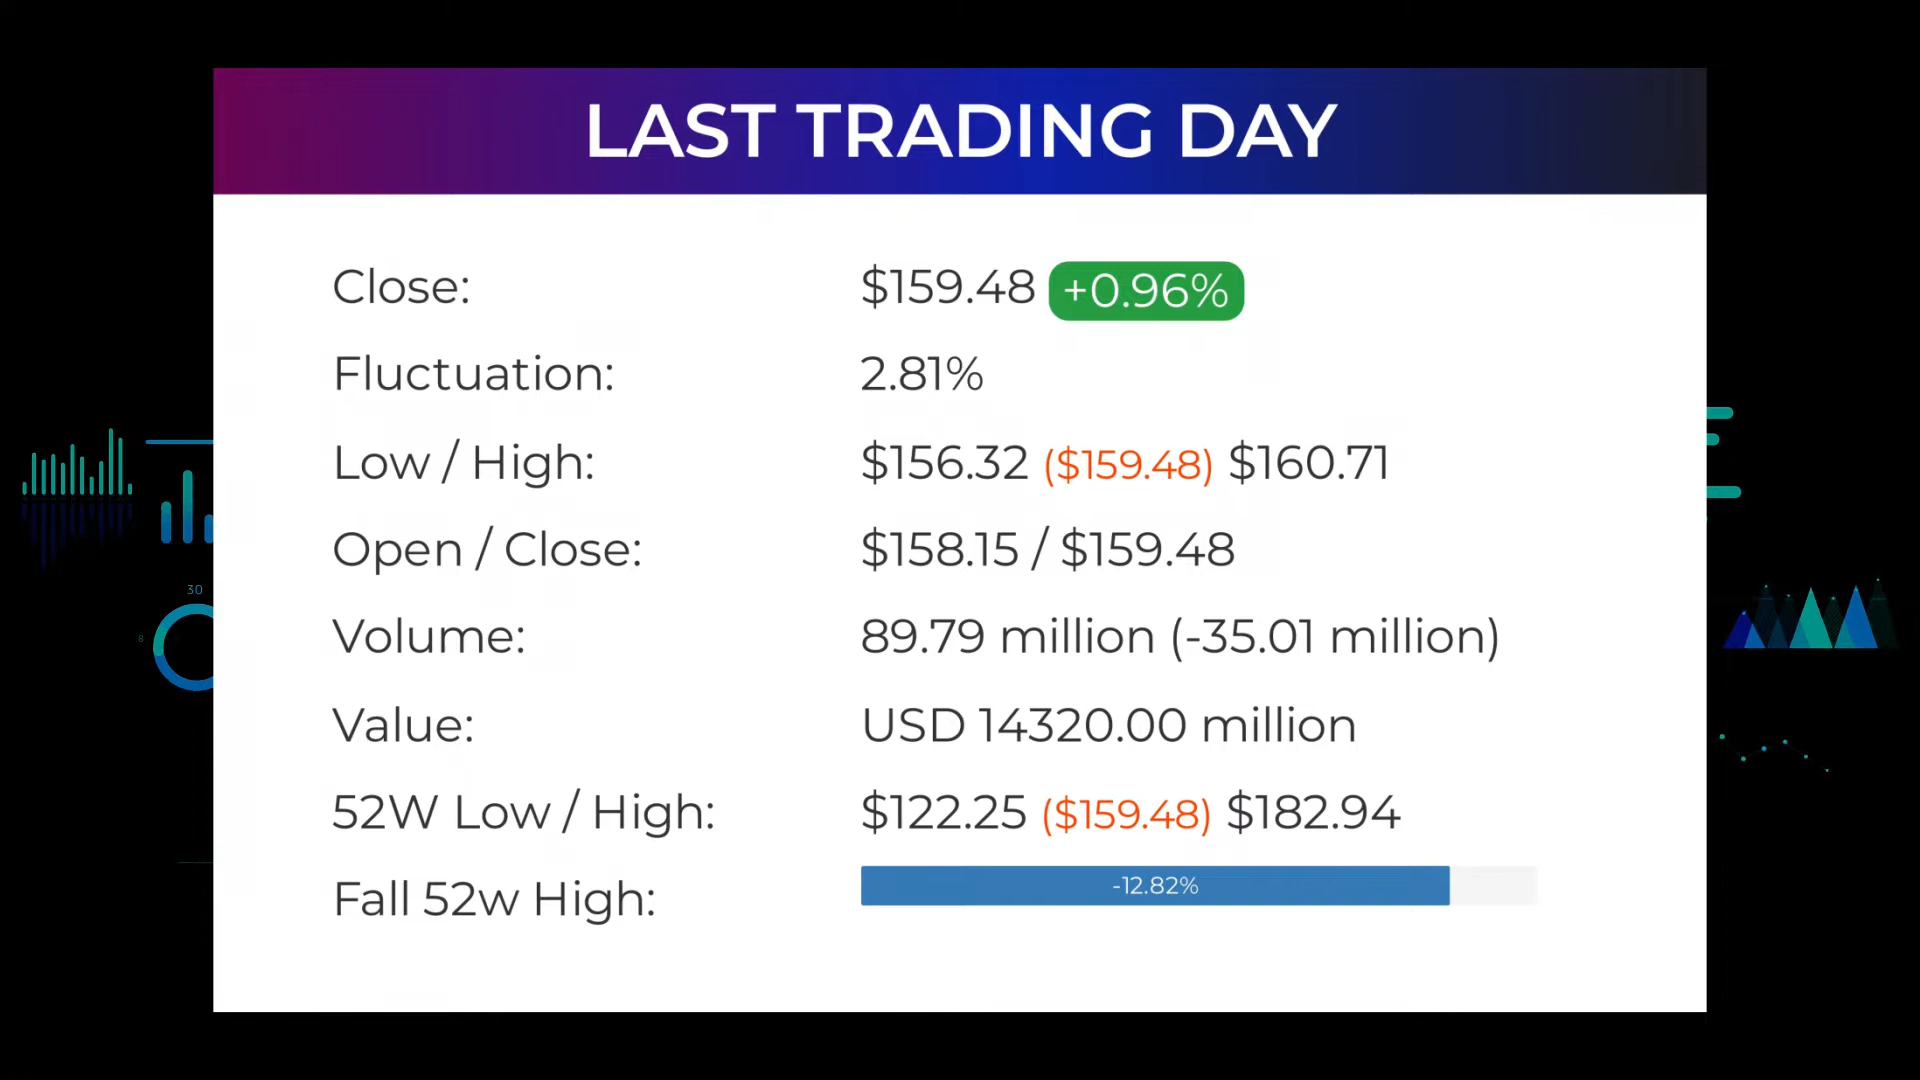 LAST TRADING DAY
Close: $159.48 +0.96%
Fluctuation: 2.81%
Low / High: $156.32 ($159.48) $160.71
Open / Close: $158.15 / $159.48
Volume: 89.79 million (-35.01 million)
30
8
Value: USD 14320.00 million
52W Low / High: $122.25 ($159.48) $182.94
Fall 52w High: -12.82%